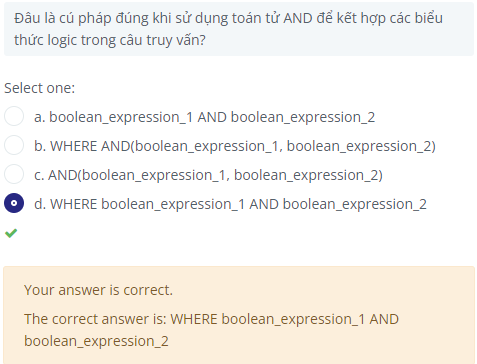 Đâu là cú pháp đúng khi sử dụng toán tử AND để kết hợp các biểu
thức logic trong câu truy vấn?
Select one:
a. boolean_expression_1 AND boolean_expression_2
b. WHERE AND(boolean_expression_1, boolean_expression_2)
c. AND(boolean_expression_1, boolean_expression_2)
d. WHERE boolean_expression_1 AND boolean_expression_2
Your answer is correct.
The correct answer is: WHERE boolean_expression_1 AND
boolean_expression_2